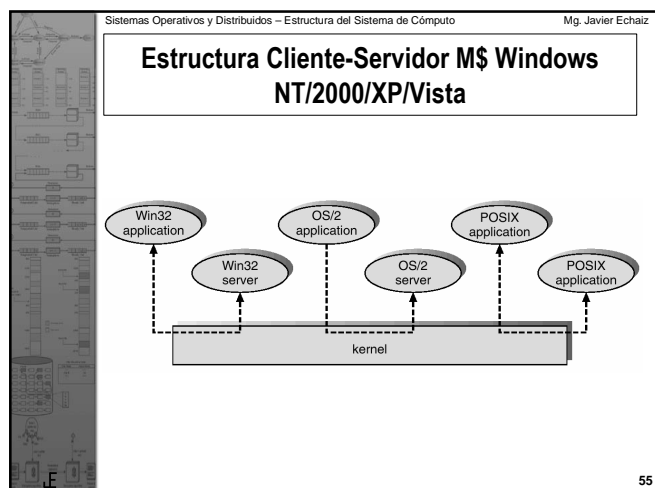 Sistemas Operativos y Distribuidos – Estructura del Sistema de Cómputo Mg. Javier Echaiz
Estructura Cliente-Servidor M$ Windows
NT/2000/XP/Vista
Win32
application
OS/2
application
POSIX
application
Win32
server
OS/2
server
POSIX
application
kernel
JE
55